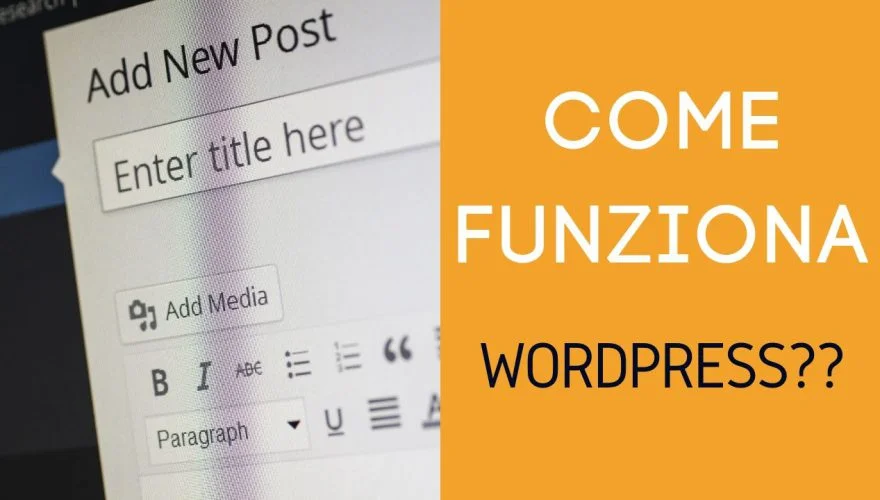 Add New Post
Enter title here
Add Media
B I ABC
Paragraph U
COME
FUNZIONA
WORDPRESS??